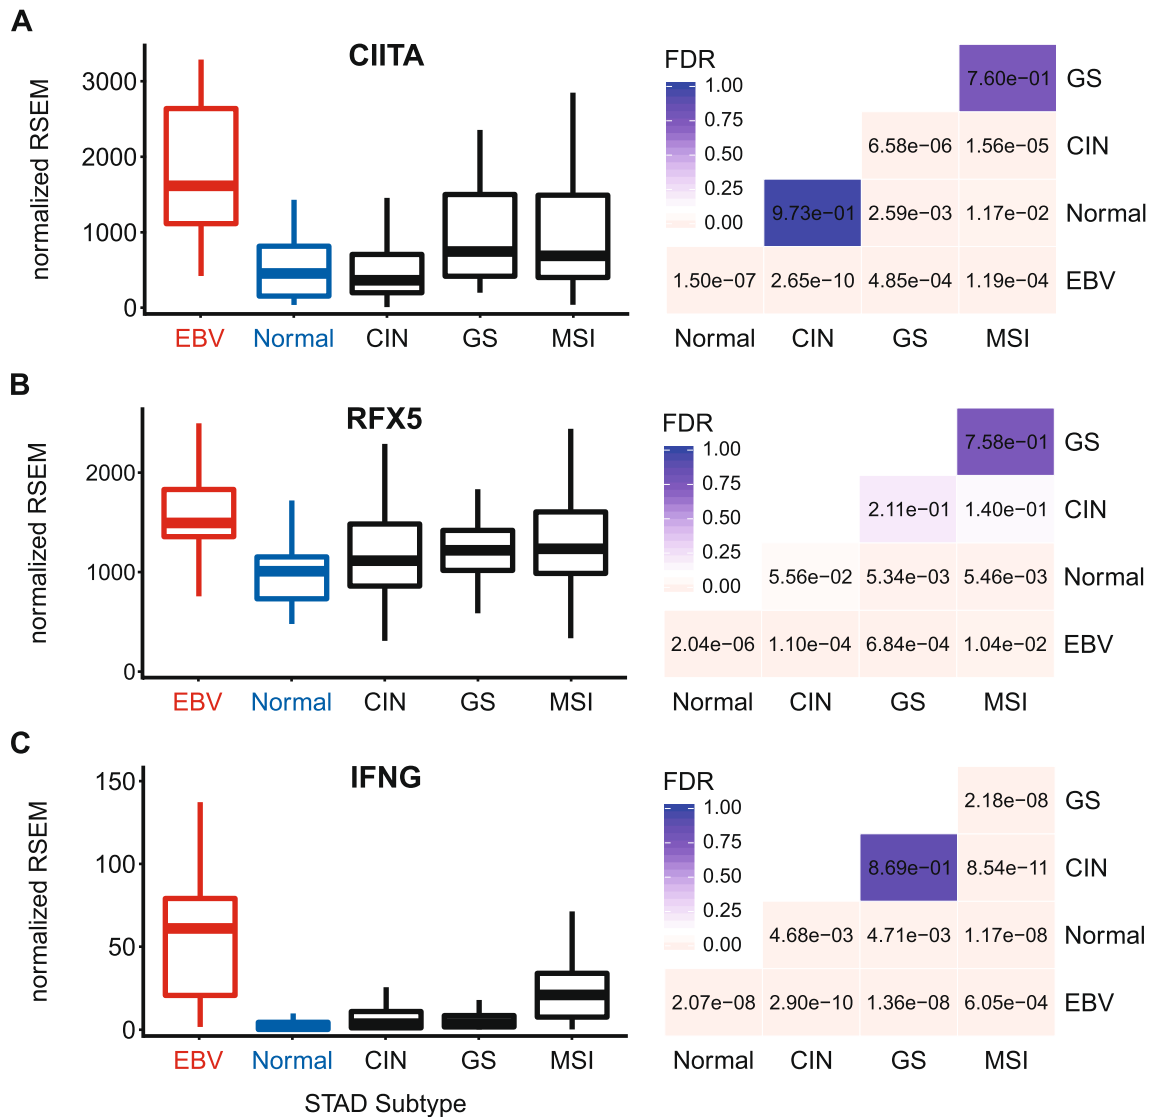 A
CIITA
normalized RSEM
3000
2000
1000
0
EBV Normal CIN GS MSI
FDR
1.00
0.75
0.50
0.25
0.00
7.60e−01 GS
6.58e−06 1.56e−05 CIN
9.73e−01 2.59e−03 1.17e−02 Normal
1.50e−07 2.65e−10 4.85e−04 1.19e−04 EBV
Normal CIN GS MSI
B
RFX5
normalized RSEM
2000
1000
0
EBV Normal CIN GS MSI
FDR
1.00
0.75
0.50
0.25
0.00
7.58e−01 GS
2.11e−01 1.40e−01 CIN
5.56e−02 5.34e−03 5.46e−03 Normal
2.04e−06 1.10e−04 6.84e−04 1.04e−02 EBV
Normal CIN GS MSI
C
IFNG
normalized RSEM
150
100
50
0
EBV Normal CIN GS MSI
STAD Subtype
FDR
1.00
0.75
0.50
0.25
0.00
2.18e−08 GS
8.69e−01 8.54e−11 CIN
4.68e−03 4.71e−03 1.17e−08 Normal
2.07e−08 2.90e−10 1.36e−08 6.05e−04 EBV
Normal CIN GS MSI